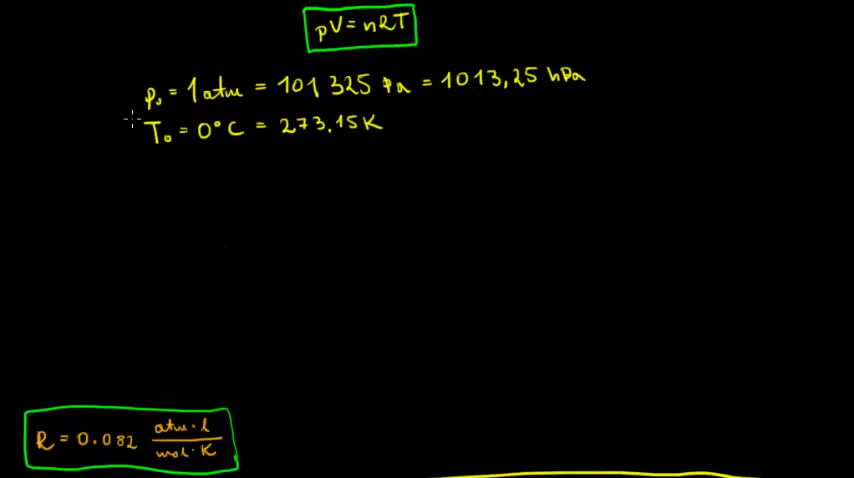 pV = nRT
p₀ = 1 atm = 101 325 Pa = 1013,25 hPa
T₀ = 0°C = 273.15K
R = 0.082 atm·l / mol·K